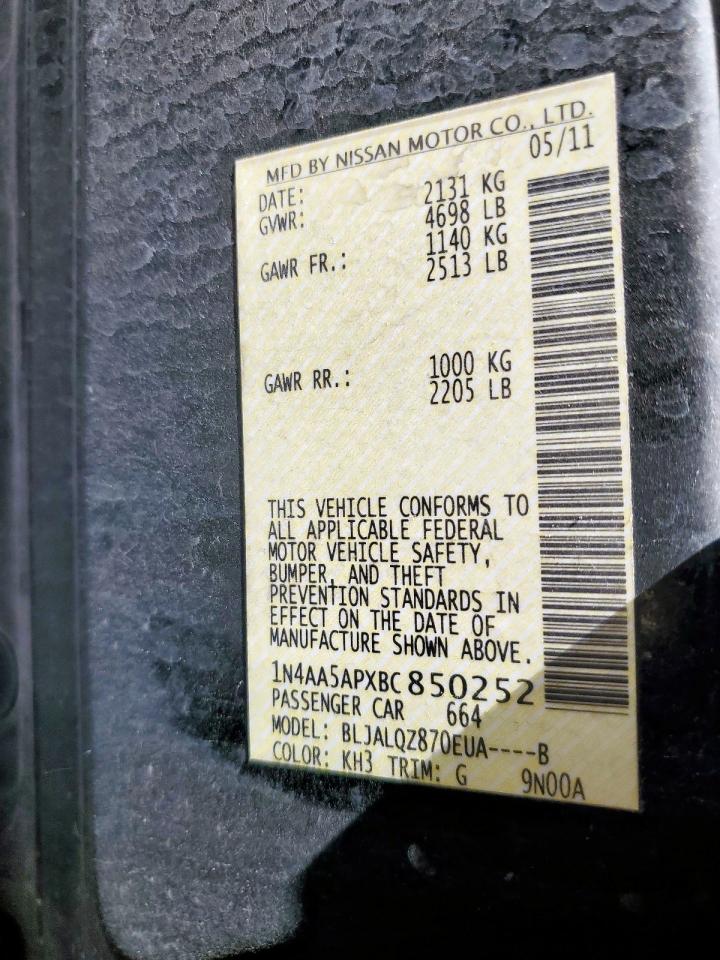 MFD BY NISSAN MOTOR CO., LTD.
DATE: 05/11
GVWR: 2131 KG
4698 LB
GAWR FR.: 1140 KG
2513 LB
GAWR RR.: 1000 KG
2205 LB
THIS VEHICLE CONFORMS TO
ALL APPLICABLE FEDERAL
MOTOR VEHICLE SAFETY,
BUMPER, AND THEFT
PREVENTION STANDARDS IN
EFFECT ON THE DATE OF
MANUFACTURE SHOWN ABOVE.
1N4AA5APXBC850252
PASSENGER CAR 664
MODEL: BLJALQZ870EUA----B
COLOR: KH3 TRIM: G 9N00A